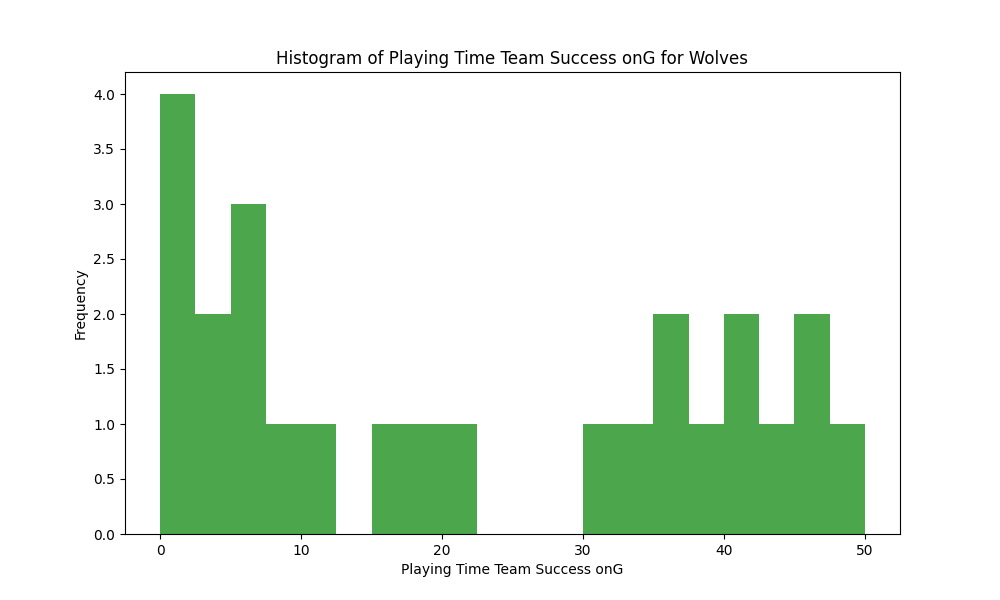 Histogram of Playing Time Team Success onG for Wolves
4.0
3.5
3.0
2.5
2.0
1.5
1.0
0.5
0.0
Frequency
0 10 20 30 40 50
Playing Time Team Success onG